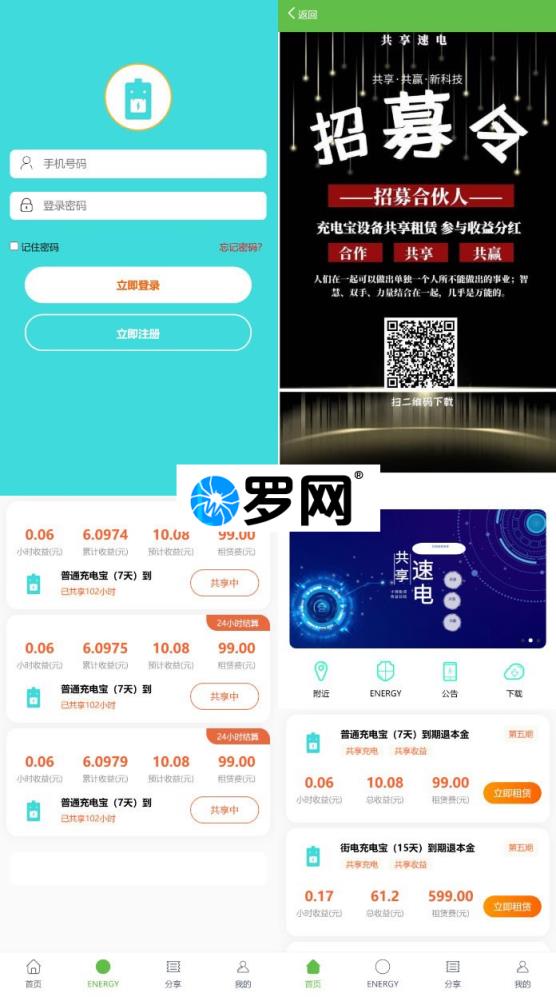 手机号码
登录密码
记住密码
忘记密码?
立即登录
立即注册
返回
共享速电
共享·共赢·新科技
招募令
——招募合伙人——
充电宝设备共享租赁 参与收益分红
合作 共享 共赢
人们在一起可以做出单独一个人所不能做出的事业；智
慧、双手、力量结合在一起，几乎是万能的。
扫二维码下载
罗网®
0.06 6.0974 10.08 99.00
小时收益(元) 累计收益(元) 预计收益(元) 租赁费(元)
普通充电宝（7天）到
已共享102小时
共享中
24小时结算
0.06 6.0975 10.08 99.00
小时收益(元) 累计收益(元) 预计收益(元) 租赁费(元)
普通充电宝（7天）到
已共享102小时
共享中
24小时结算
0.06 6.0979 10.08 99.00
小时收益(元) 累计收益(元) 预计收益(元) 租赁费(元)
普通充电宝（7天）到
已共享102小时
共享中
首页 ENERGY 分享 我的
共享
速电
附近 ENERGY 公告 下载
普通充电宝（7天）到期退本金
第五期
共享充电 共享收益
0.06 10.08 99.00
小时收益(元) 总收益(元) 租赁费(元)
立即租赁
街电充电宝（15天）到期退本金
第五期
共享充电 共享收益
0.17 61.2 599.00
小时收益(元) 总收益(元) 租赁费(元)
立即租赁
首页 ENERGY 分享 我的